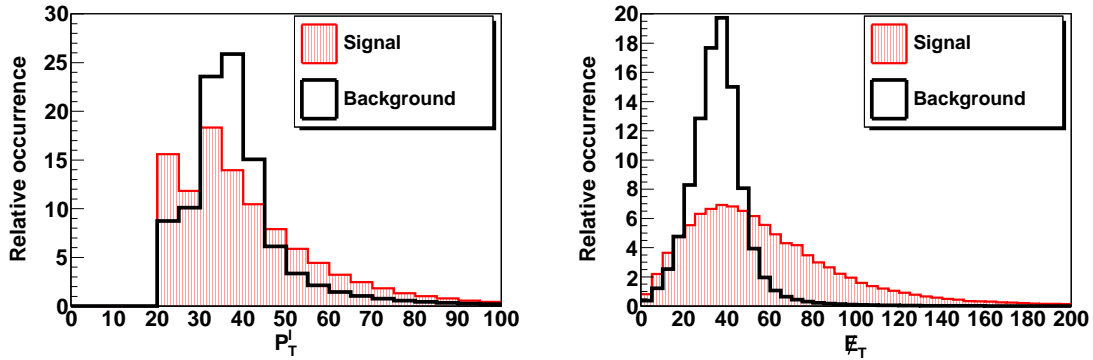 Relative occurrence
30
25
20
15
10
5
0
Signal
Background
0 10 20 30 40 50 60 70 80 90 100
P_T^l
Relative occurrence
20
18
16
14
12
10
8
6
4
2
0
Signal
Background
0 20 40 60 80 100 120 140 160 180 200
E̸_T